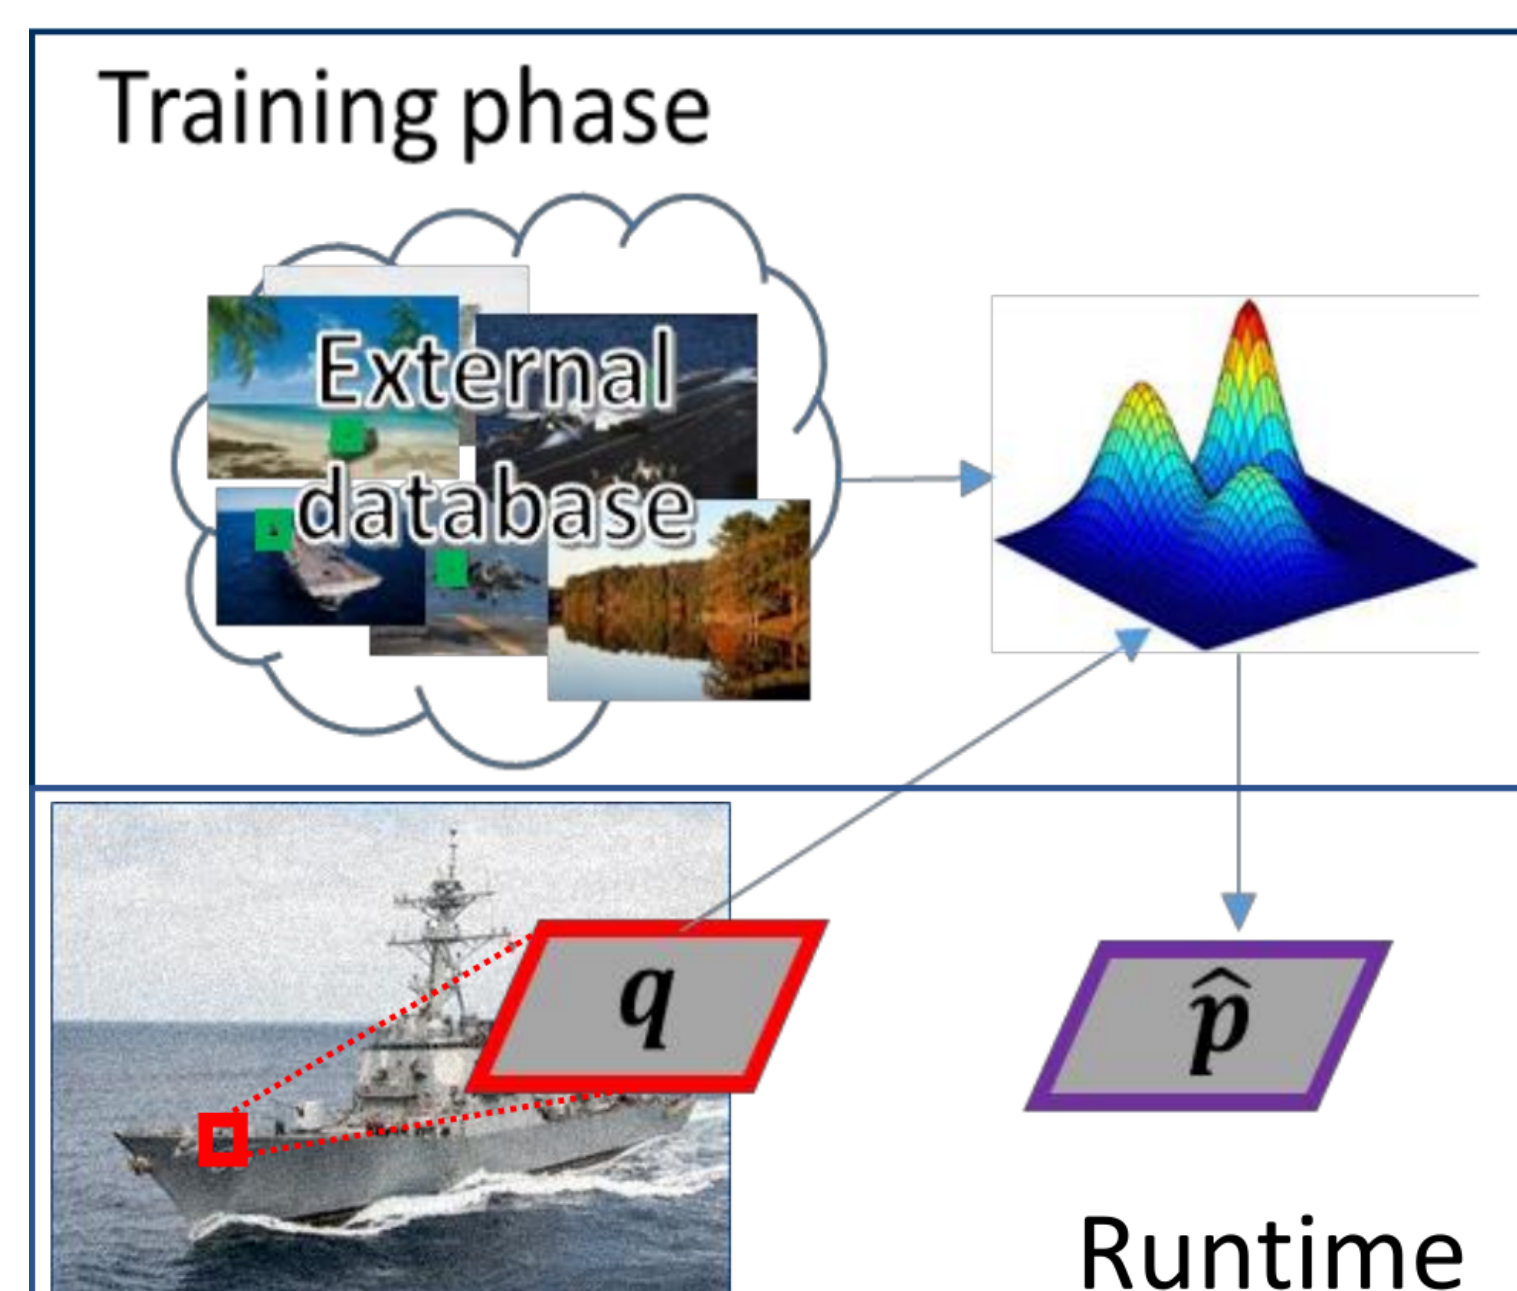 Training phase
External
database
q
p̂
Runtime